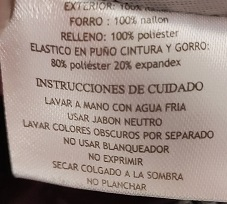 EXTERIOR: 100%
FORRO : 100% nailon
RELLENO: 100% poliéster
ELASTICO EN PUÑO CINTURA Y GORRO:
80% poliéster 20% expandex
INSTRUCCIONES DE CUIDADO
LAVAR A MANO CON AGUA FRIA
USAR JABON NEUTRO
LAVAR COLORES OBSCUROS POR SEPARADO
NO USAR BLANQUEADOR
NO EXPRIMIR
SECAR COLGADO A LA SOMBRA
NO PLANCHAR